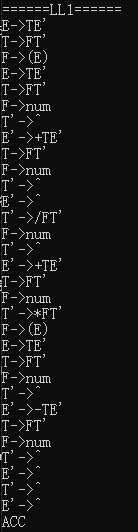 ======LL1======
E->TE'
T->FT'
F->(E)
E->TE'
T->FT'
F->num
T'->^
E'->+TE'
T->FT'
F->num
T'->^
E'->^
T'->/FT'
F->num
T'->^
E'->+TE'
T->FT'
F->num
T'->*FT'
F->(E)
E->TE'
T->FT'
F->num
T'->^
E'->-TE'
T->FT'
F->num
T'->^
E'->^
T'->^
E'->^
ACC